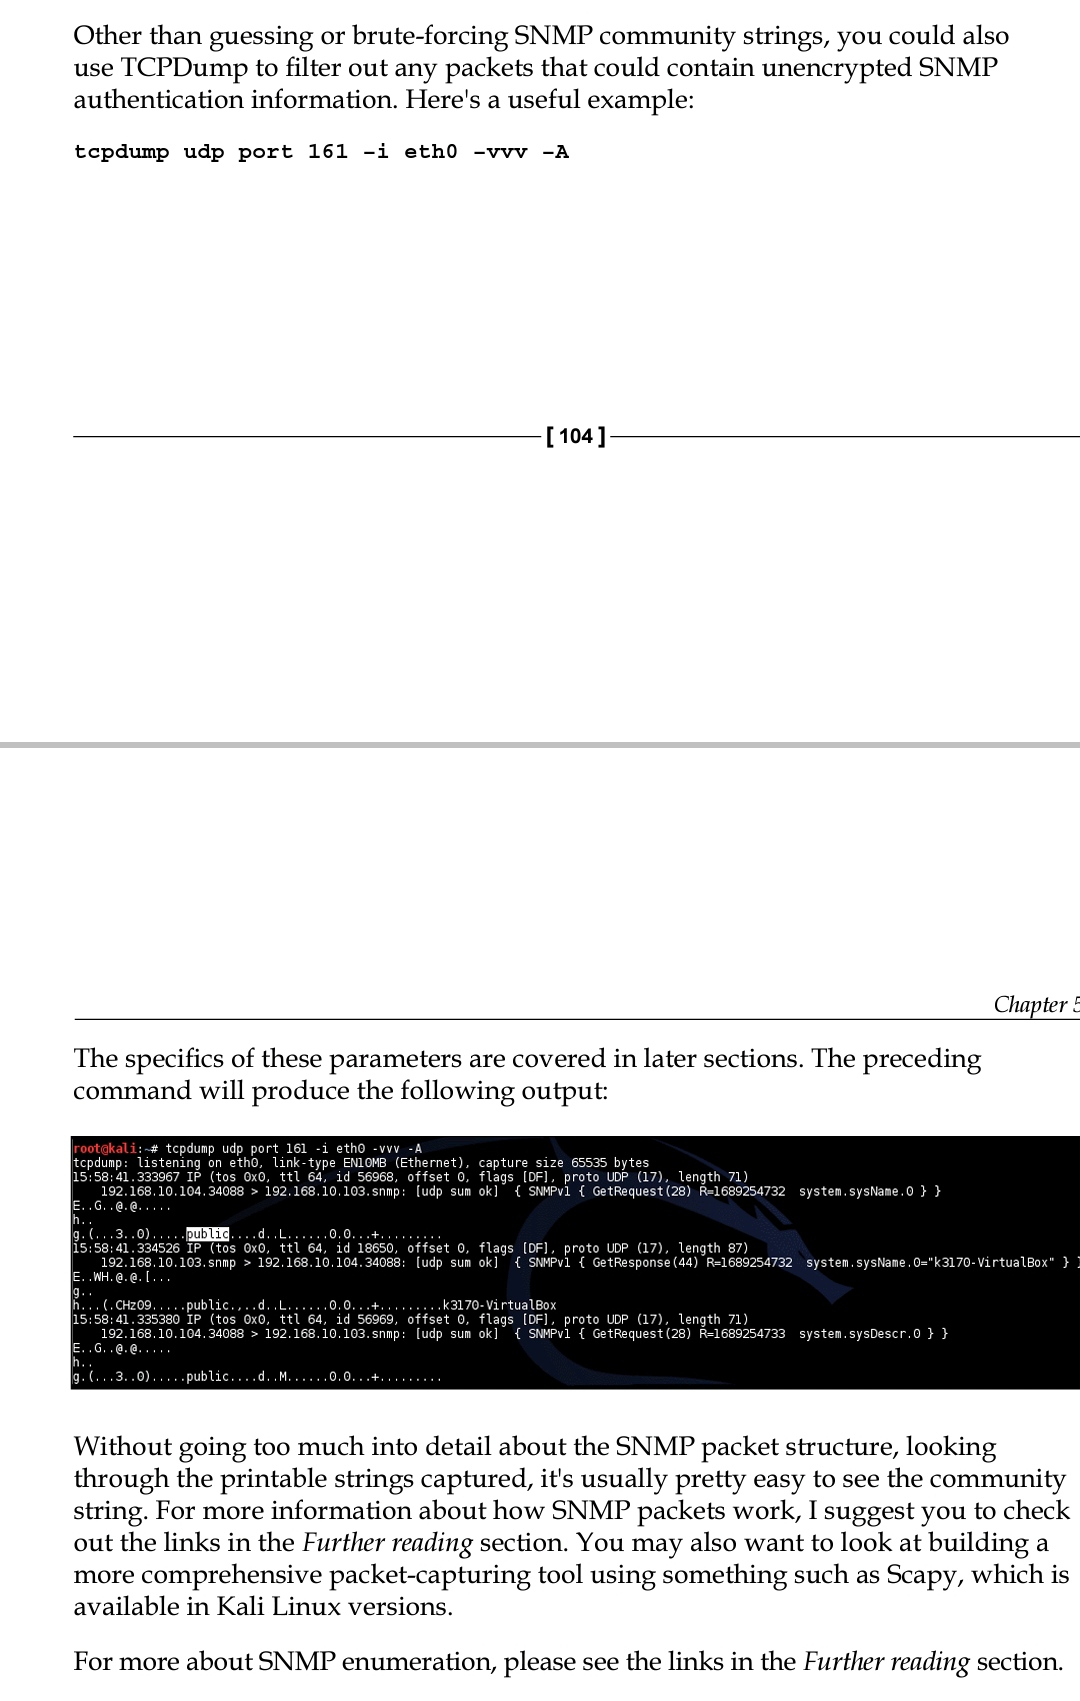 Other than guessing or brute-forcing SNMP community strings, you could also
use TCPDump to filter out any packets that could contain unencrypted SNMP
authentication information. Here's a useful example:
tcpdump udp port 161 -i eth0 -vvv -A
[ 104 ]
Chapter 5
The specifics of these parameters are covered in later sections. The preceding
command will produce the following output:
root@kali:~# tcpdump udp port 161 -i eth0 -vvv -A
tcpdump: listening on eth0, link-type EN10MB (Ethernet), capture size 65535 bytes
15:58:41.333967 IP (tos 0x0, ttl 64, id 56968, offset 0, flags [DF], proto UDP (17), length 71)
    192.168.10.104.34088 > 192.168.10.103.snmp: [udp sum ok]  { SNMPv1 { GetRequest(28) R=1689254732  system.sysName.0 } }
E..G..@.@.....
h..
g.(...3..0).....public....d..L......0.0...+.........
15:58:41.334526 IP (tos 0x0, ttl 64, id 18650, offset 0, flags [DF], proto UDP (17), length 87)
    192.168.10.103.snmp > 192.168.10.104.34088: [udp sum ok]  { SNMPv1 { GetResponse(44) R=1689254732  system.sysName.0="k3170-VirtualBox" } }
E..WH.@.@.[...
g..
h...(.CHz09.....public....d..L......0.0...+.........k3170-VirtualBox
15:58:41.335380 IP (tos 0x0, ttl 64, id 56969, offset 0, flags [DF], proto UDP (17), length 71)
    192.168.10.104.34088 > 192.168.10.103.snmp: [udp sum ok]  { SNMPv1 { GetRequest(28) R=1689254733  system.sysDescr.0 } }
E..G..@.@.....
h..
g.(...3..0).....public....d..M......0.0...+.........
Without going too much into detail about the SNMP packet structure, looking
through the printable strings captured, it's usually pretty easy to see the community
string. For more information about how SNMP packets work, I suggest you to check
out the links in the Further reading section. You may also want to look at building a
more comprehensive packet-capturing tool using something such as Scapy, which is
available in Kali Linux versions.
For more about SNMP enumeration, please see the links in the Further reading section.